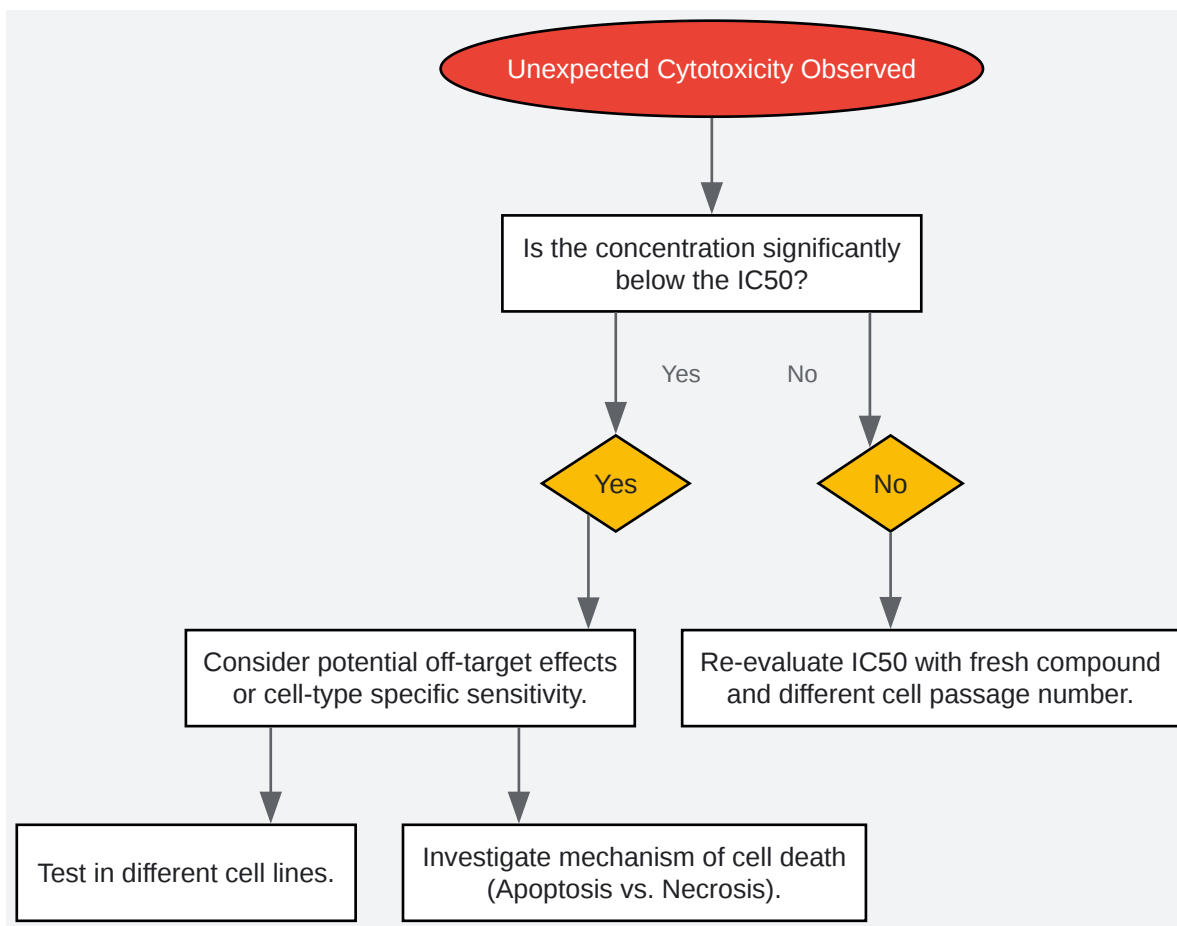 Unexpected Cytotoxicity Observed
Is the concentration significantly
below the IC50?
Yes
No
Yes
No
Consider potential off-target effects
or cell-type specific sensitivity.
Re-evaluate IC50 with fresh compound
and different cell passage number.
Test in different cell lines.
Investigate mechanism of cell death
(Apoptosis vs. Necrosis).